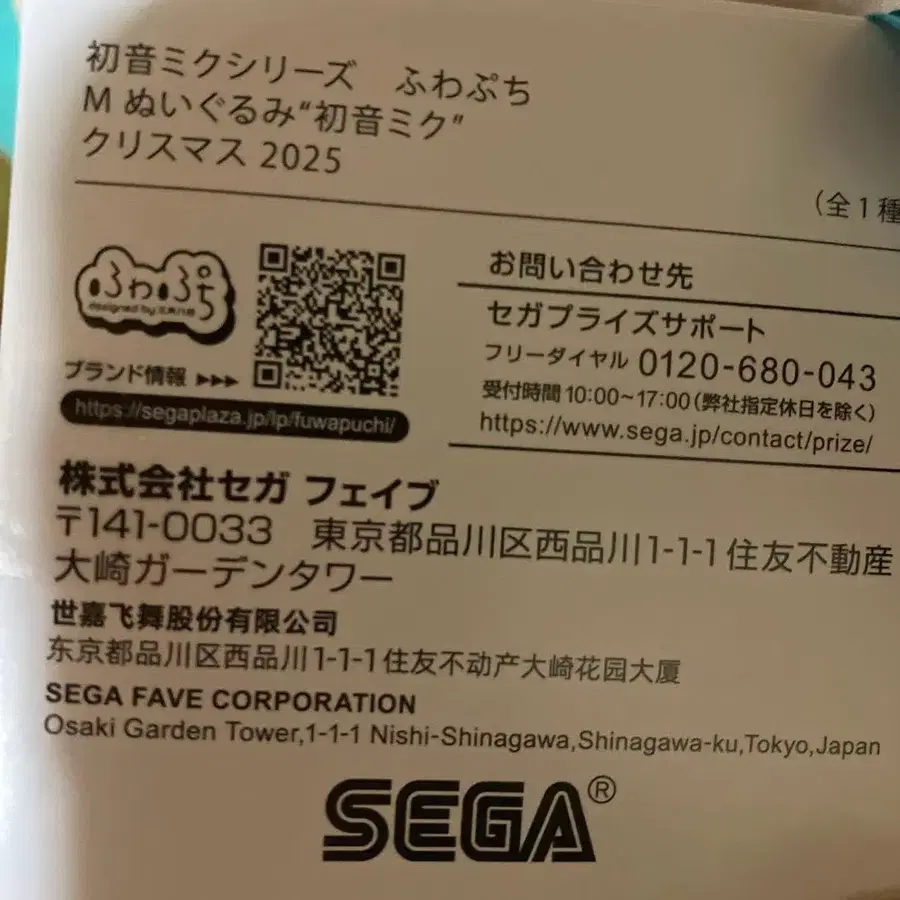 初音ミクシリーズ ふわぷち
M ぬいぐるみ“初音ミク”
クリスマス 2025
(全1種
ふわぷち
designed by
ブランド情報 ▶▶▶
https://segaplaza.jp/lp/fuwapuchi/
お問い合わせ先
セガプライズサポート
フリーダイヤル 0120-680-043
受付時間 10:00~17:00(弊社指定休日を除く)
https://www.sega.jp/contact/prize/
株式会社セガ フェイブ
〒141-0033 東京都品川区西品川1-1-1住友不動産
大崎ガーデンタワー
世嘉飞舞股份有限公司
东京都品川区西品川1-1-1住友不动产大崎花园大厦
SEGA FAVE CORPORATION
Osaki Garden Tower,1-1-1 Nishi-Shinagawa,Shinagawa-ku,Tokyo,Japan
SEGA®